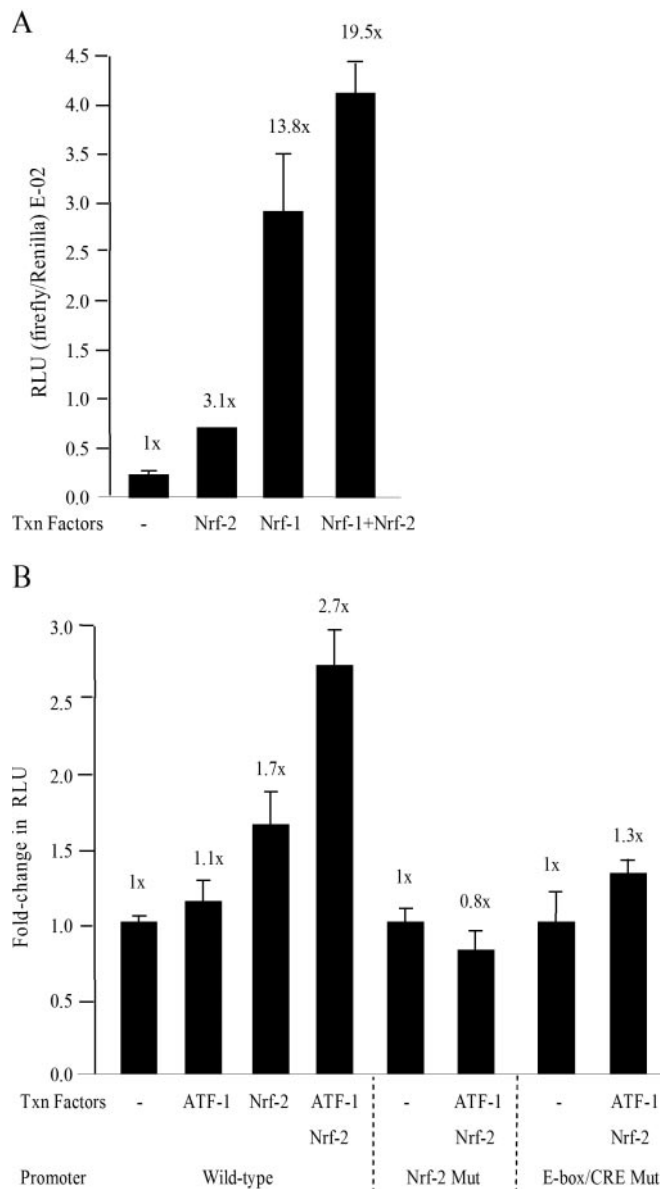 A
19.5x
4.5
4.0
13.8x
3.5
3.0
2.5
2.0
1.5
1.0
3.1x
0.5
1x
0.0
RLU (firefly/Renilla) E-02
Txn Factors - Nrf-2 Nrf-1 Nrf-1+Nrf-2
B
2.7x
3.0
2.5
2.0
1.7x
1.5
1.3x
1.1x
1x 1x 0.8x 1x
1.0
0.5
0.0
Fold-change in RLU
Txn Factors - ATF-1 Nrf-2 ATF-1 - ATF-1 - ATF-1
Nrf-2 Nrf-2 Nrf-2
Promoter Wild-type Nrf-2 Mut E-box/CRE Mut